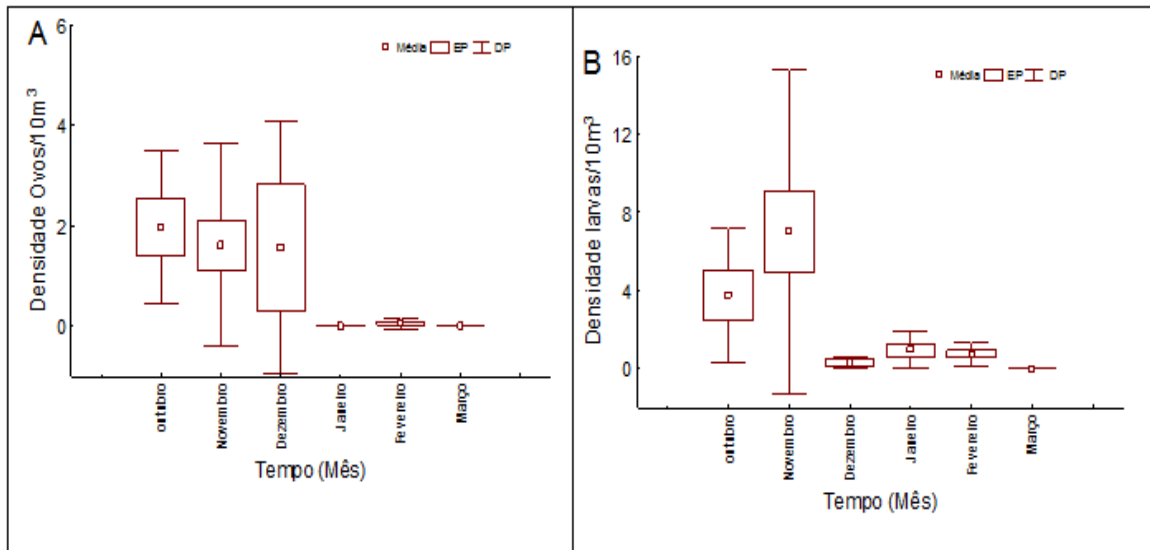 A
Média EP DP
6
4
2
0
Densidade Ovos/10m³
outubro
Novembro
Dezembro
Janeiro
Fevereiro
Março
Tempo (Mês)
B
Média EP DP
16
12
8
4
0
Densidade larvas/10m³
outubro
Novembro
Dezembro
Janeiro
Fevereiro
Março
Tempo (Mês)